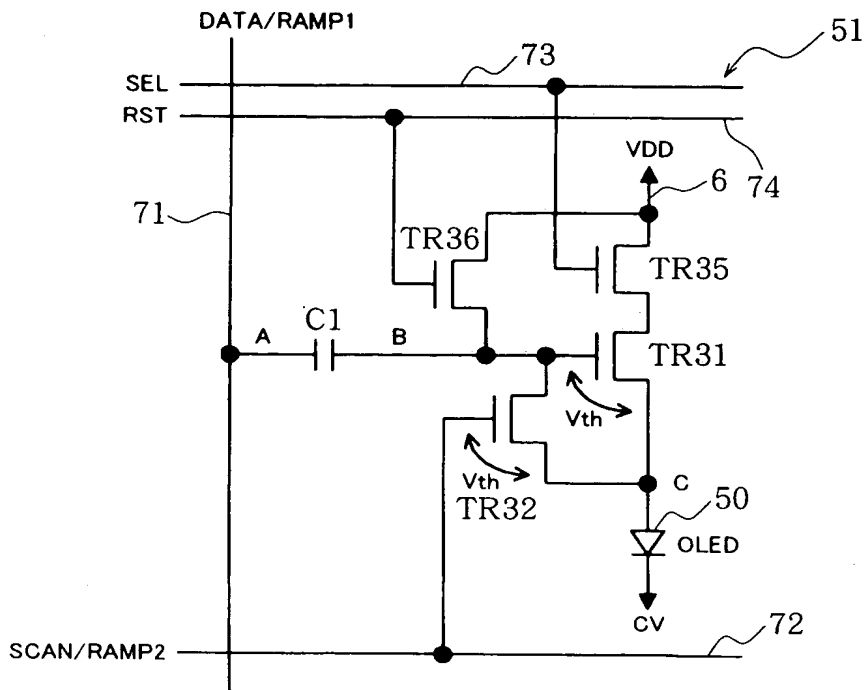 DATA/RAMP1
51
73
SEL
RST
VDD
74
6
71
TR36
TR35
C1
A
B
TR31
Vth
Vth
C
TR32
50
OLED
CV
72
SCAN/RAMP2